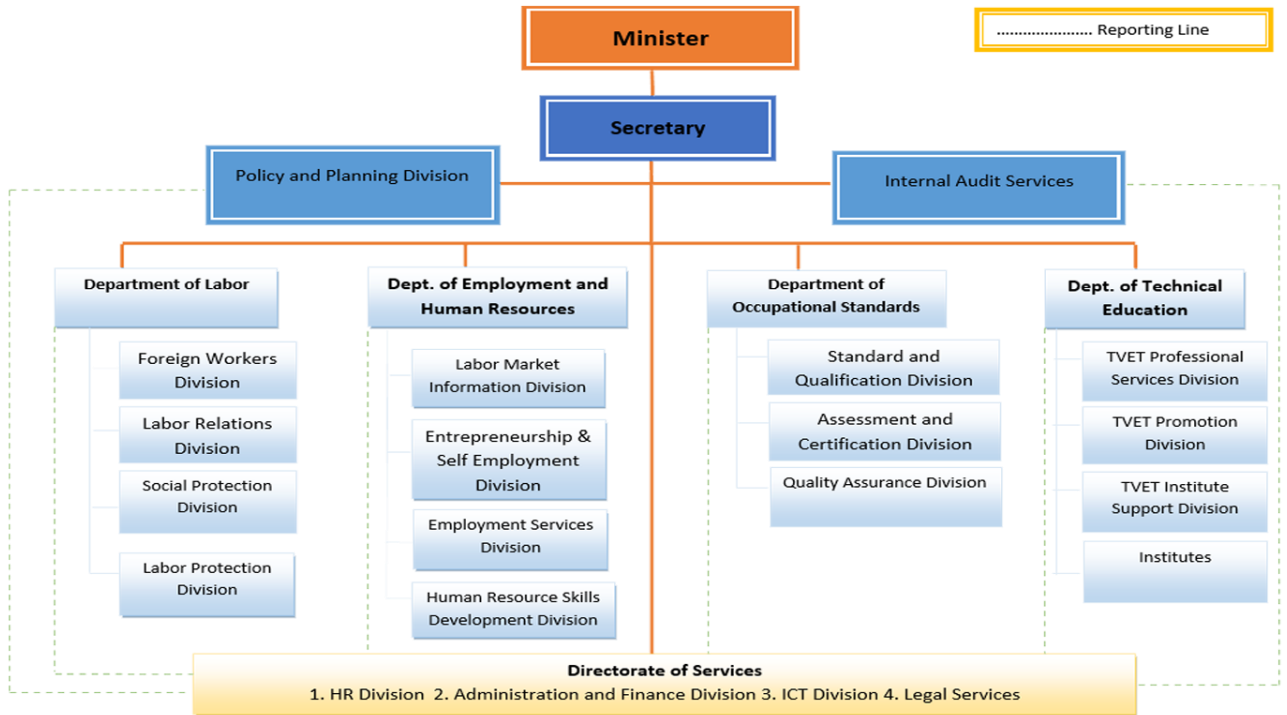 Minister
........................ Reporting Line
Secretary
Policy and Planning Division
Internal Audit Services
Department of Labor
Foreign Workers
Division
Labor Relations
Division
Social Protection
Division
Labor Protection
Division
Dept. of Employment and
Human Resources
Labor Market
Information Division
Entrepreneurship &
Self Employment
Division
Employment Services
Division
Human Resource Skills
Development Division
Department of
Occupational Standards
Standard and
Qualification Division
Assessment and
Certification Division
Quality Assurance Division
Dept. of Technical
Education
TVET Professional
Services Division
TVET Promotion
Division
TVET Institute
Support Division
Institutes
Directorate of Services
1. HR Division 2. Administration and Finance Division 3. ICT Division 4. Legal Services